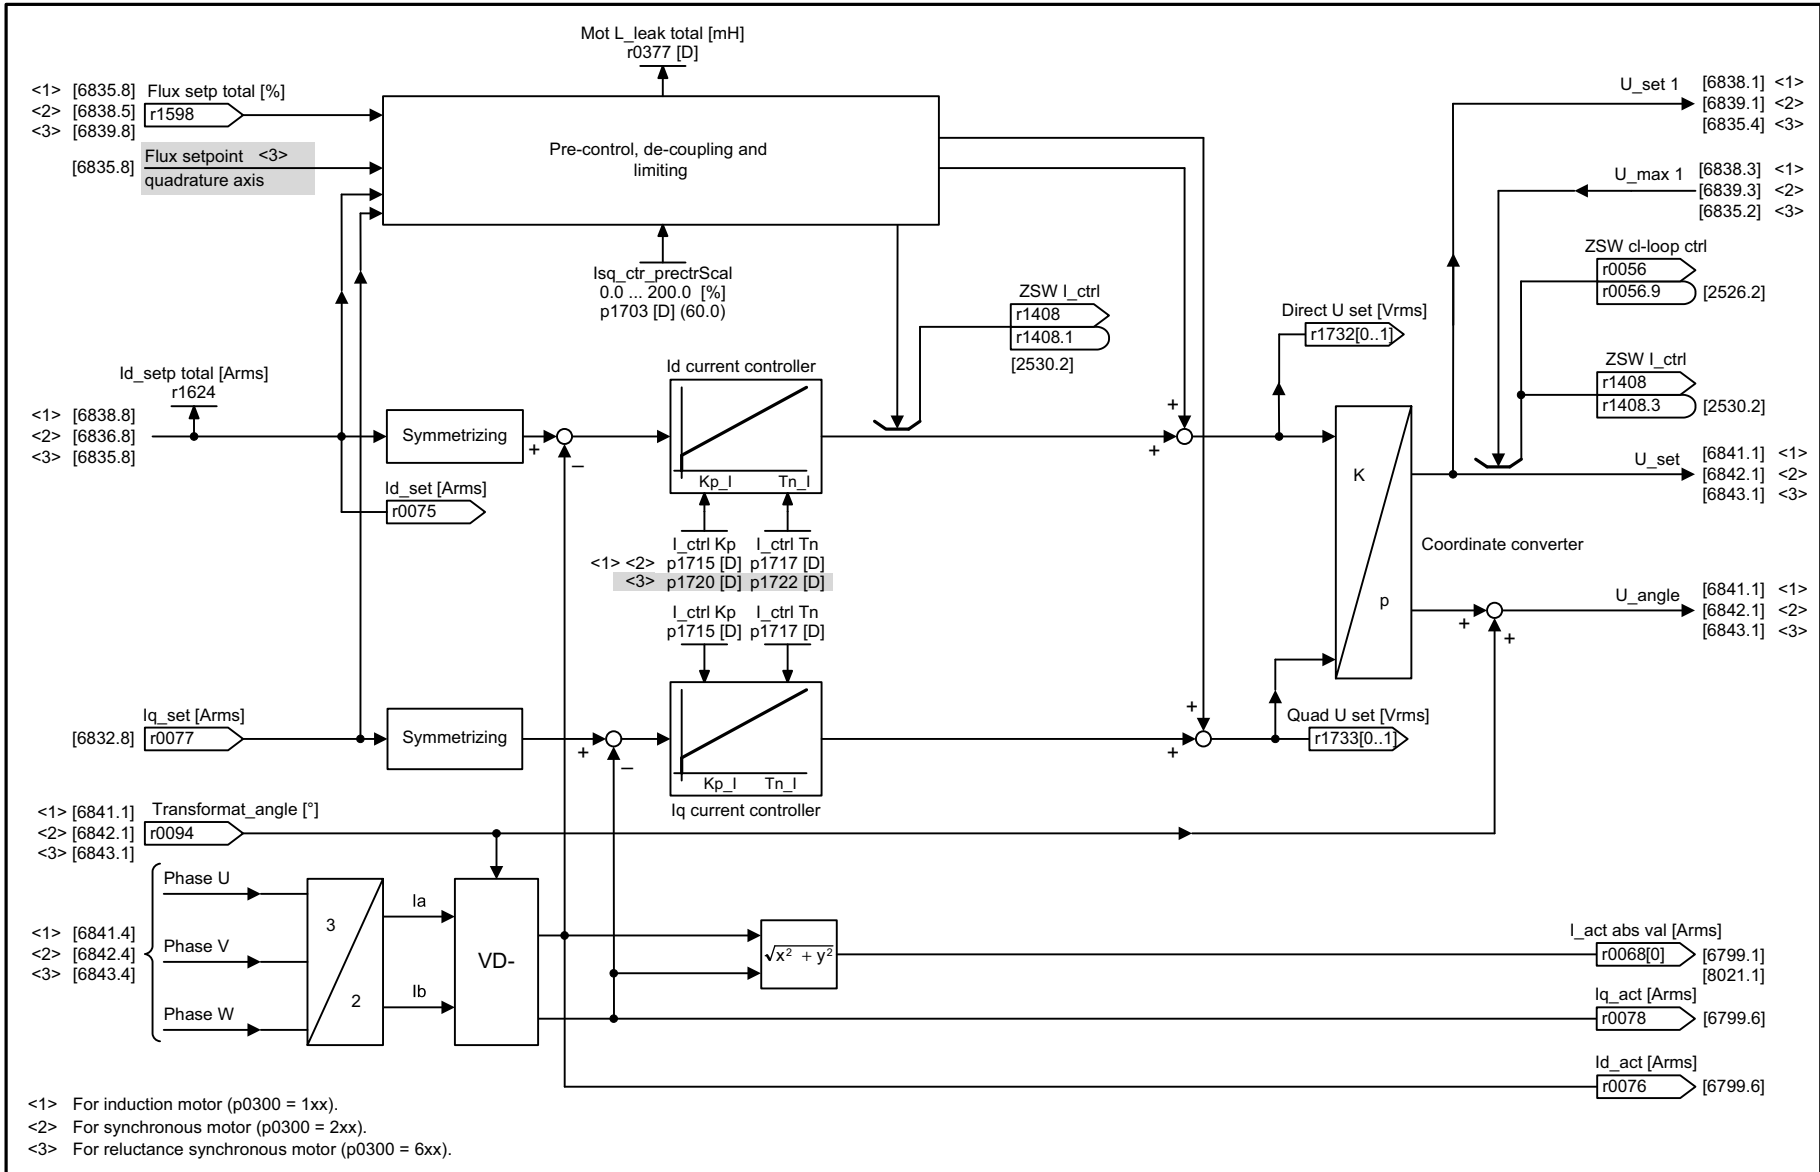 Mot L_leak total [mH]
r0377 [D]
<1> [6835.8] Flux setp total [%]
<2> [6838.5] r1598
<3> [6839.8]
[6835.8] Flux setpoint <3>
quadrature axis
Pre-control, de-coupling and
limiting
Isq_ctr_prectrScal
0.0 ... 200.0 [%]
p1703 [D] (60.0)
U_set 1
[6838.1] <1>
[6839.1] <2>
[6835.4] <3>
U_max 1
[6838.3] <1>
[6839.3] <2>
[6835.2] <3>
ZSW cl-loop ctrl
r0056
r0056.9 [2526.2]
ZSW I_ctrl
r1408
r1408.1
[2530.2]
Direct U set [Vrms]
r1732[0..1]
ZSW I_ctrl
r1408
r1408.3 [2530.2]
Id_setp total [Arms]
r1624
<1> [6838.8]
<2> [6836.8]
<3> [6835.8]
Symmetrizing
+
–
Id current controller
Kp_I Tn_I
+
+
Id_set [Arms]
r0075
I_ctrl Kp I_ctrl Tn
<1> <2> p1715 [D] p1717 [D]
<3> p1720 [D] p1722 [D]
I_ctrl Kp I_ctrl Tn
p1715 [D] p1717 [D]
K
p
Coordinate converter
U_set
[6841.1] <1>
[6842.1] <2>
[6843.1] <3>
U_angle
[6841.1] <1>
[6842.1] <2>
[6843.1] <3>
+
+
Iq_set [Arms]
[6832.8] r0077
Symmetrizing
+
–
Kp_I Tn_I
Iq current controller
+
+
Quad U set [Vrms]
r1733[0..1]
<1> [6841.1] Transformat_angle [°]
<2> [6842.1] r0094
<3> [6843.1]
Phase U
<1> [6841.4]
<2> [6842.4]
<3> [6843.4]
Phase V
Phase W
3
2
Ia
Ib
VD-
√x² + y²
I_act abs val [Arms]
r0068[0] [6799.1]
[8021.1]
Iq_act [Arms]
r0078 [6799.6]
Id_act [Arms]
r0076 [6799.6]
<1> For induction motor (p0300 = 1xx).
<2> For synchronous motor (p0300 = 2xx).
<3> For reluctance synchronous motor (p0300 = 6xx).